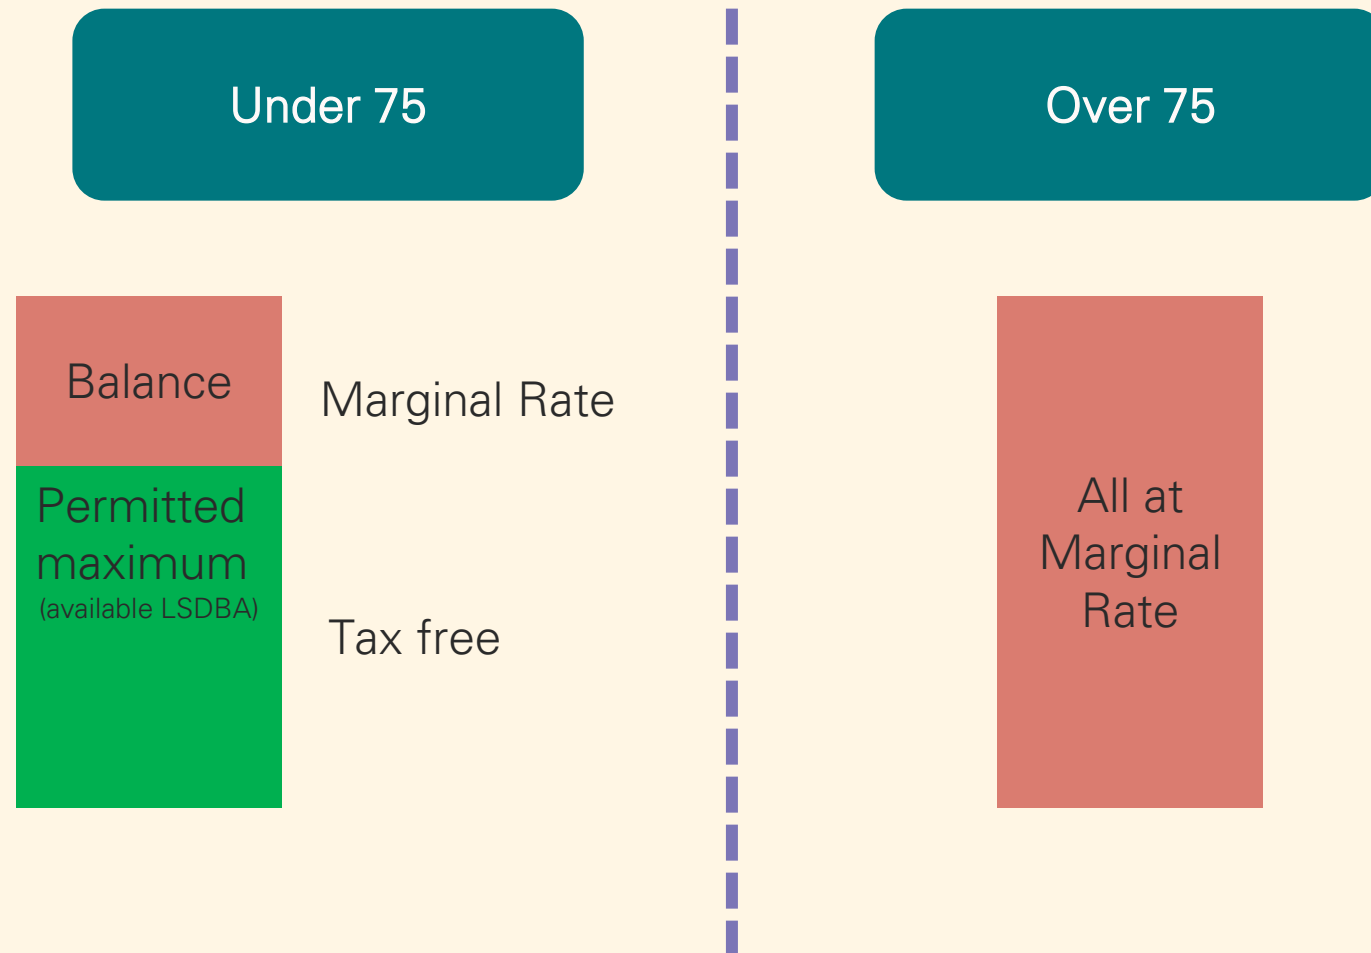 Under 75
Over 75
Balance
Marginal Rate
Permitted
maximum
(available LSDBA)
Tax free
All at
Marginal
Rate